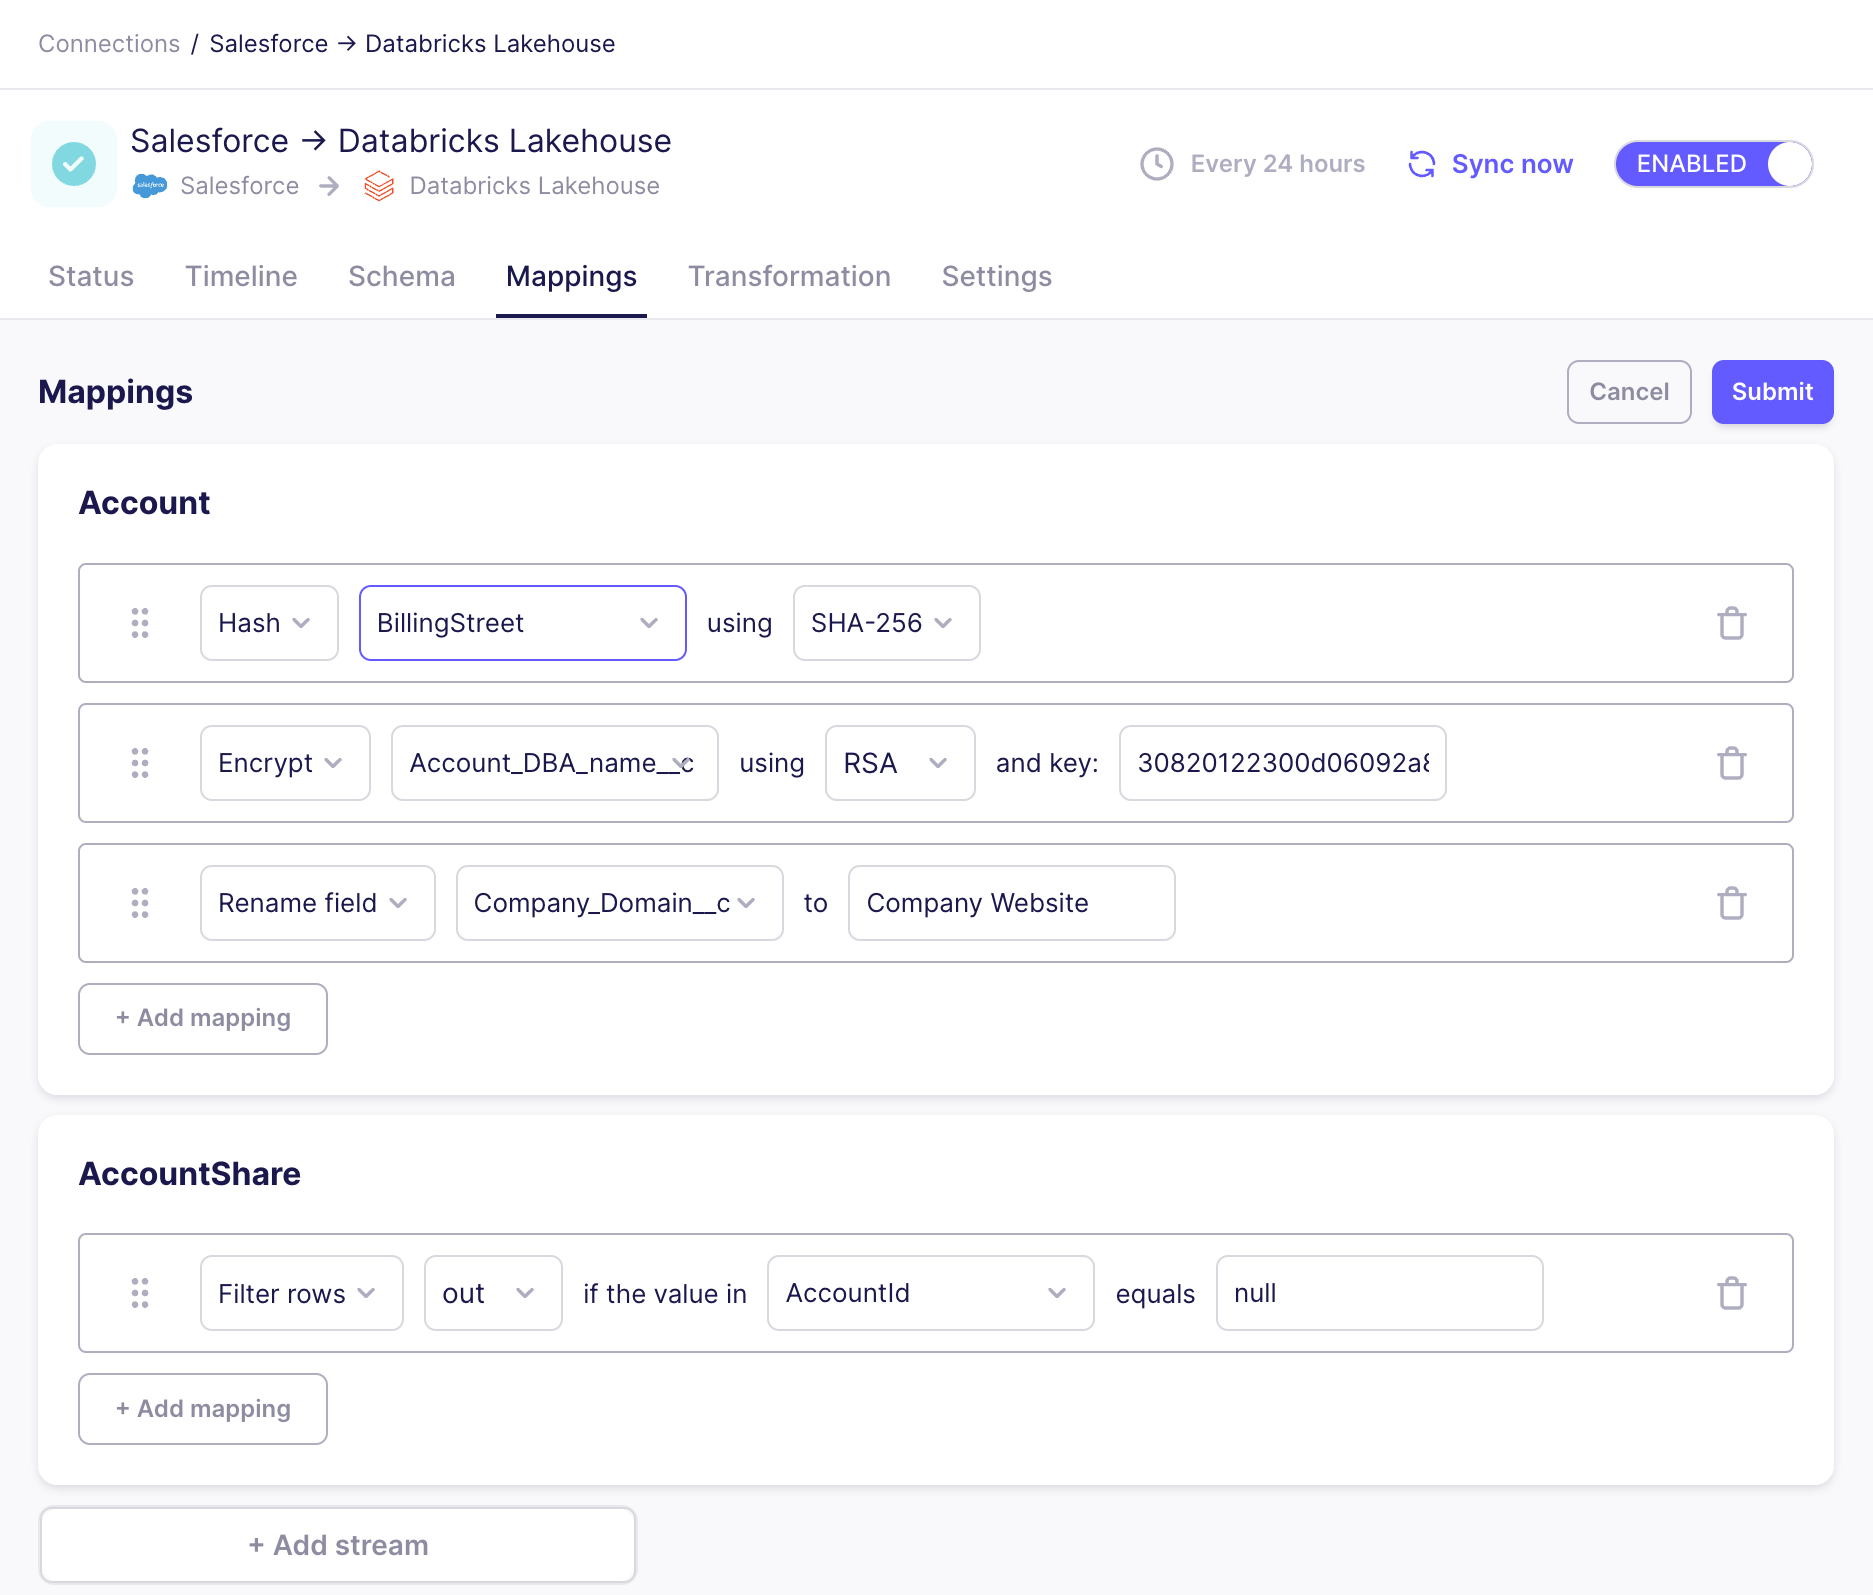 Connections / Salesforce → Databricks Lakehouse
Salesforce → Databricks Lakehouse
salesforce Salesforce → Databricks Lakehouse
Every 24 hours Sync now ENABLED
Status Timeline Schema Mappings Transformation Settings
Mappings Cancel Submit
Account
Hash BillingStreet using SHA-256
Encrypt Account_DBA_name__c using RSA and key: 30820122300d06092a8
Rename field Company_Domain__c to Company Website
+ Add mapping
AccountShare
Filter rows out if the value in AccountId equals null
+ Add mapping
+ Add stream